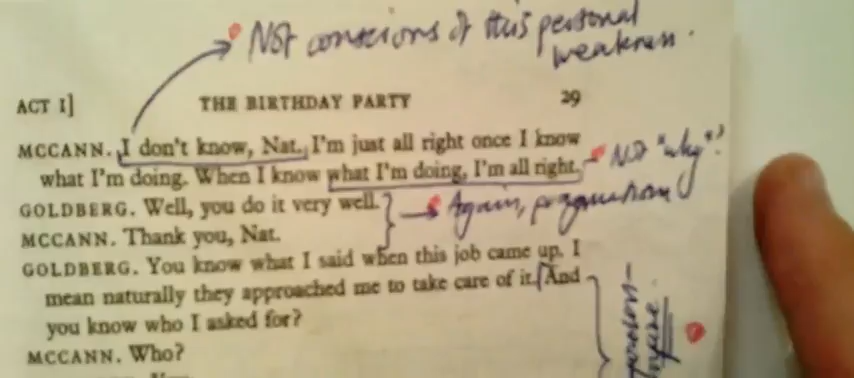 Not conscious of this personal
weakness.
ACT I] THE BIRTHDAY PARTY 29
MCCANN. I don't know, Nat. I'm just all right once I know
what I'm doing. When I know what I'm doing, I'm all right.
Not "why"?
GOLDBERG. Well, you do it very well.
Again, pragmatism
MCCANN. Thank you, Nat.
GOLDBERG. You know what I said when this job came up. I
mean naturally they approached me to take care of it. And
you know who I asked for?
MCCANN. Who?